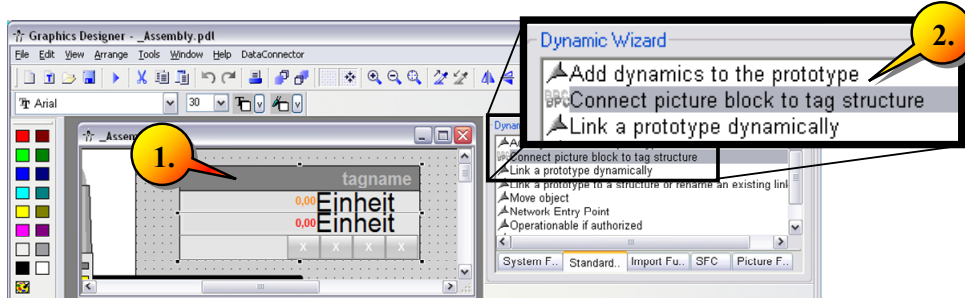 Graphics Designer - _Assembly.pdl
File Edit View Arrange Tools Window Help DataConnector
Arial 30
_Assem
1.
tagname
0,00 Einheit
0,00 Einheit
x x x x
Dynamic Wizard
2.
Add dynamics to the prototype
Connect picture block to tag structure
Link a prototype dynamically
Connect picture block to tag structure
Link a prototype dynamically
Link a prototype to a structure or rename an existing link
Move object
Network Entry Point
Operationable if authorized
System F.. Standard.. Import Fu.. SFC Picture F..